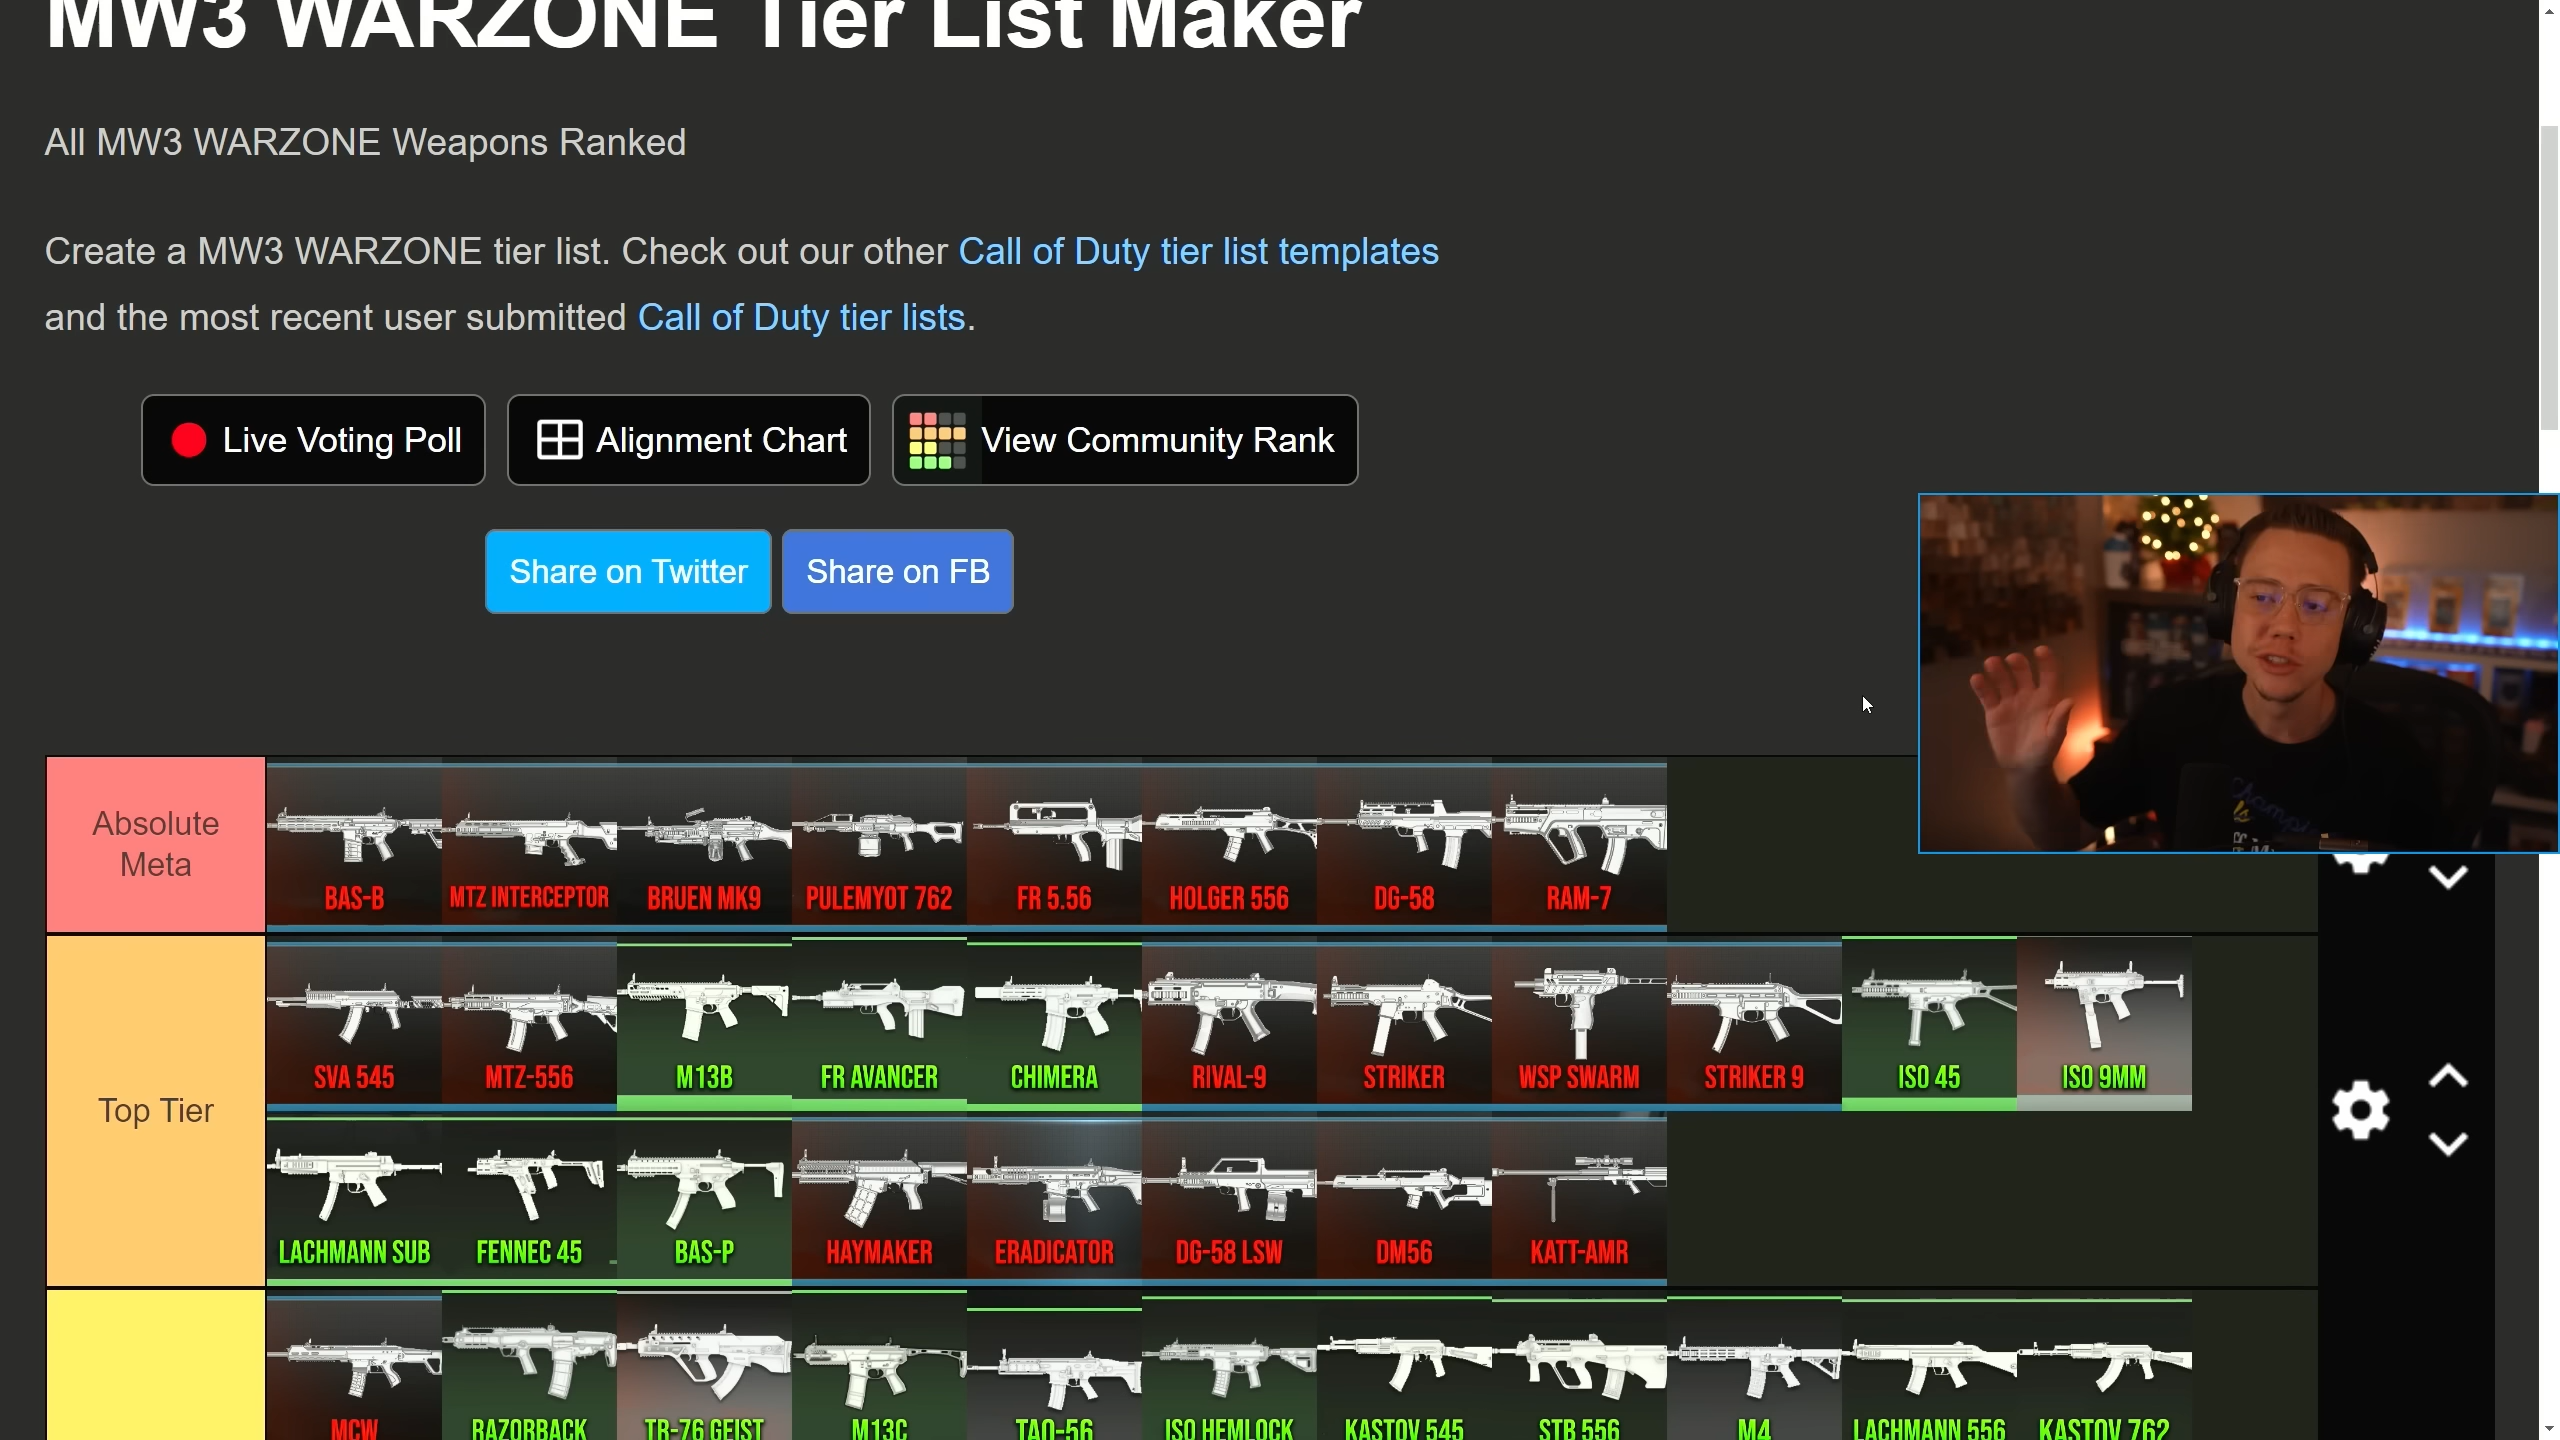 MW3 WARZONE Tier List Maker
All MW3 WARZONE Weapons Ranked
Create a MW3 WARZONE tier list. Check out our other Call of Duty tier list templates
and the most recent user submitted Call of Duty tier lists.
Live Voting Poll
Alignment Chart
View Community Rank
Share on Twitter
Share on FB
Absolute
Meta
BAS-B
MTZ INTERCEPTOR
BRUEN MK9
PULEMYOT 762
FR 5.56
HOLGER 556
DG-58
RAM-7
Top Tier
SVA 545
MTZ-556
M13B
FR AVANCER
CHIMERA
RIVAL-9
STRIKER
WSP SWARM
STRIKER 9
ISO 45
ISO 9MM
LACHMANN SUB
FENNEC 45
BAS-P
HAYMAKER
ERADICATOR
DG-58 LSW
DM56
KATT-AMR
MCW
RAZORBACK
TR-76 GEIST
M13C
TAQ-56
ISO HEMLOCK
KASTOV 545
STB 556
M4
LACHMANN 556
KASTOV 762